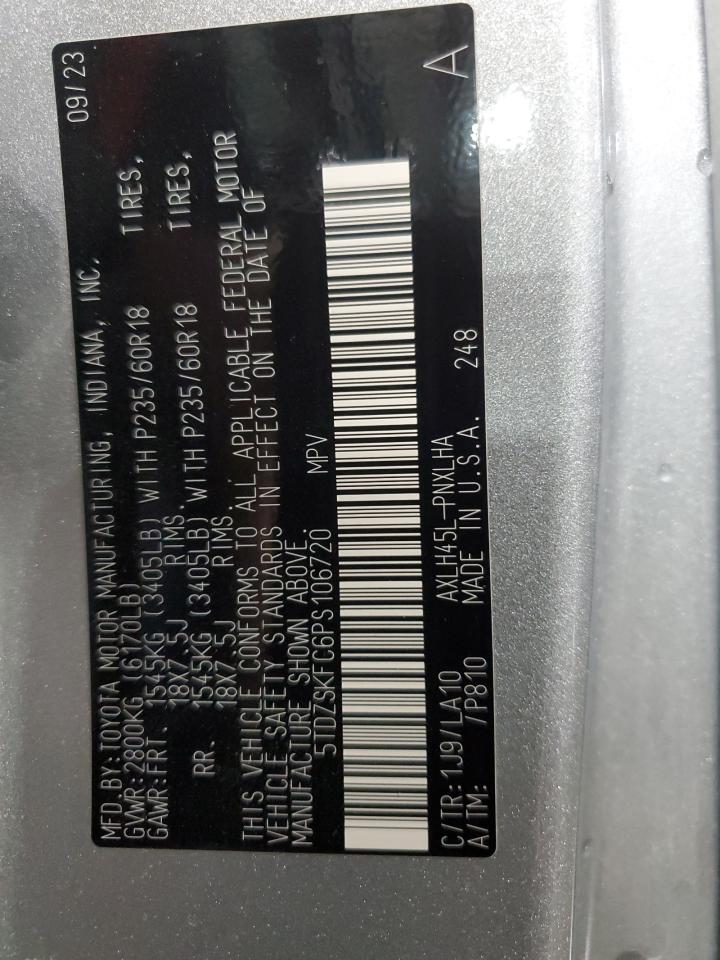 MFD.BY:TOYOTA MOTOR MANUFACTURING, INDIANA, INC. 09/23
GVWR:2800KG (6170LB)
GAWR:FRT. 1545KG (3405LB) WITH P235/60R18 TIRES,
18X7.5J RIMS.
RR. 1545KG (3405LB) WITH P235/60R18 TIRES,
18X7.5J RIMS.
THIS VEHICLE CONFORMS TO ALL APPLICABLE FEDERAL MOTOR
VEHICLE SAFETY STANDARDS IN EFFECT ON THE DATE OF
MANUFACTURE SHOWN ABOVE.
5TDZSKFC6PS106720 MPV
C/TR:1J9/LA10 AXLH45L-PNXLHA
A/TM: /P810 MADE IN U.S.A. 248 A